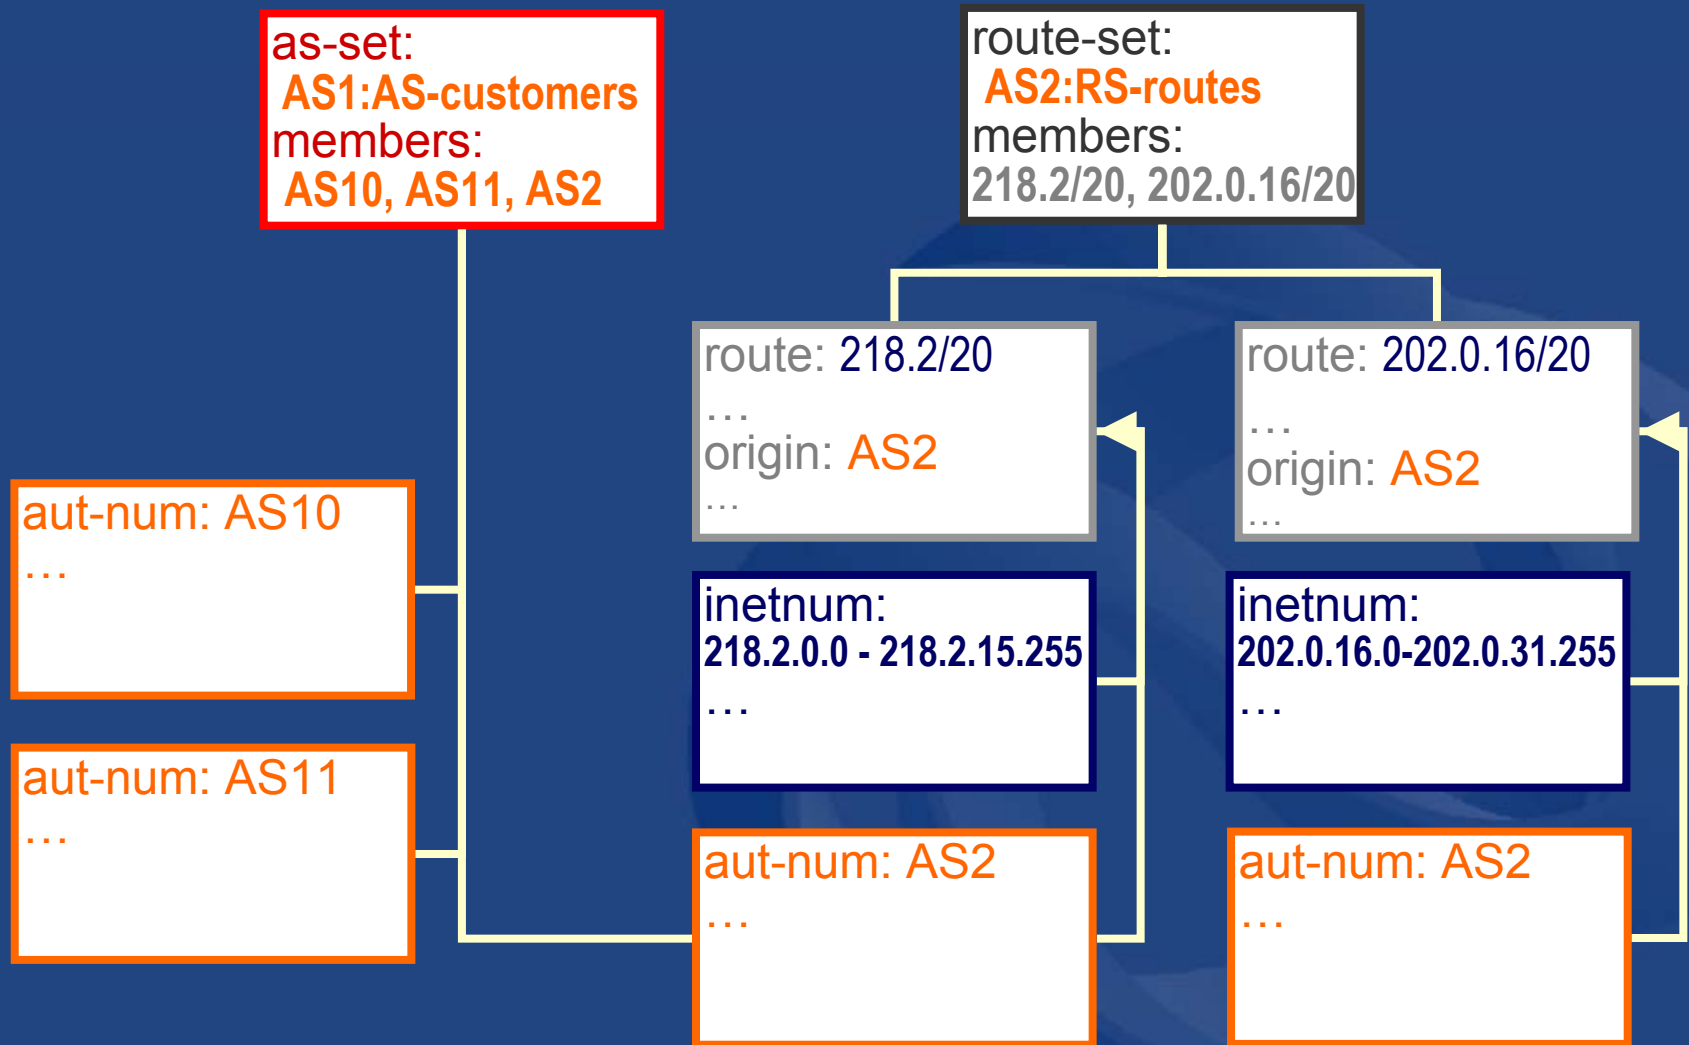 as-set:
AS1:AS-customers
members:
AS10, AS11, AS2
route-set:
AS2:RS-routes
members:
218.2/20, 202.0.16/20
route: 218.2/20
...
origin: AS2
...
route: 202.0.16/20
...
origin: AS2
...
aut-num: AS10
...
inetnum:
218.2.0.0 - 218.2.15.255
...
inetnum:
202.0.16.0-202.0.31.255
...
aut-num: AS11
...
aut-num: AS2
...
aut-num: AS2
...